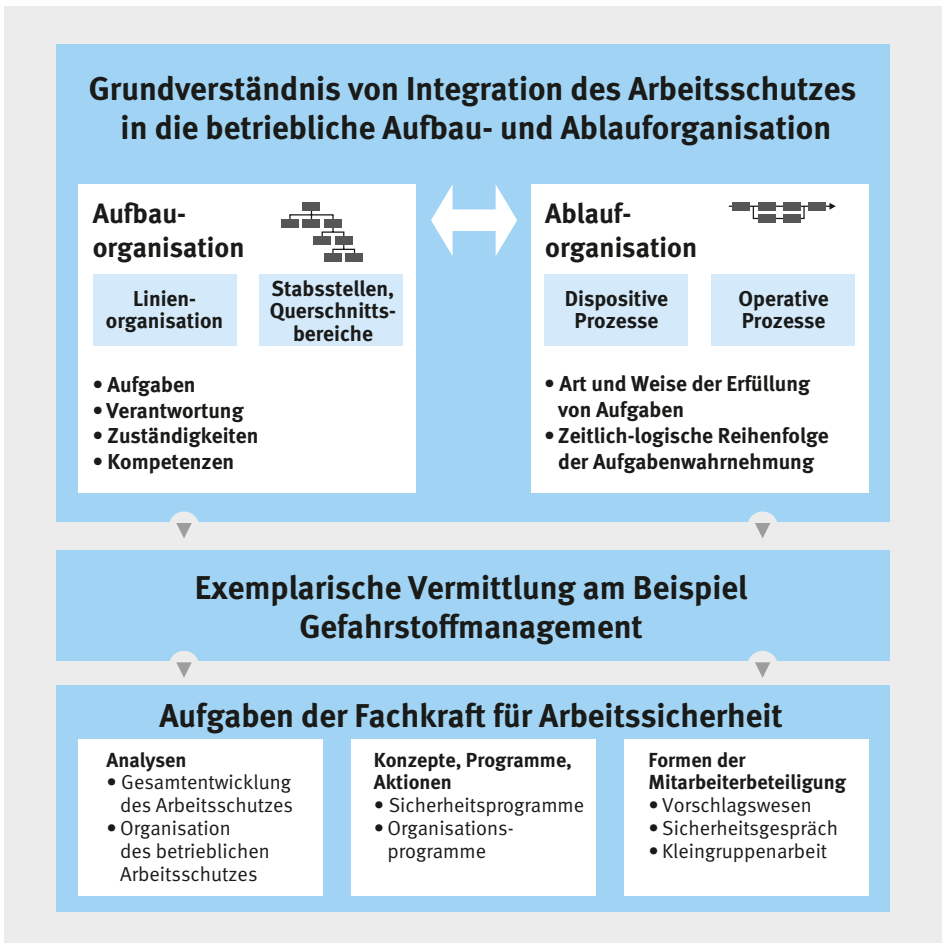 Grundverständnis von Integration des Arbeitsschutzes
in die betriebliche Aufbau- und Ablauforganisation
Aufbau-
organisation
Linien-
organisation
Stabsstellen,
Querschnitts-
bereiche
• Aufgaben
• Verantwortung
• Zuständigkeiten
• Kompetenzen
Ablauf-
organisation
Dispositive
Prozesse
Operative
Prozesse
• Art und Weise der Erfüllung
von Aufgaben
• Zeitlich-logische Reihenfolge
der Aufgabenwahrnehmung
Exemplarische Vermittlung am Beispiel
Gefahrstoffmanagement
Aufgaben der Fachkraft für Arbeitssicherheit
Analysen
• Gesamtentwicklung
des Arbeitsschutzes
• Organisation
des betrieblichen
Arbeitsschutzes
Konzepte, Programme,
Aktionen
• Sicherheitsprogramme
• Organisations-
programme
Formen der
Mitarbeiterbeteiligung
• Vorschlagswesen
• Sicherheitsgespräch
• Kleingruppenarbeit